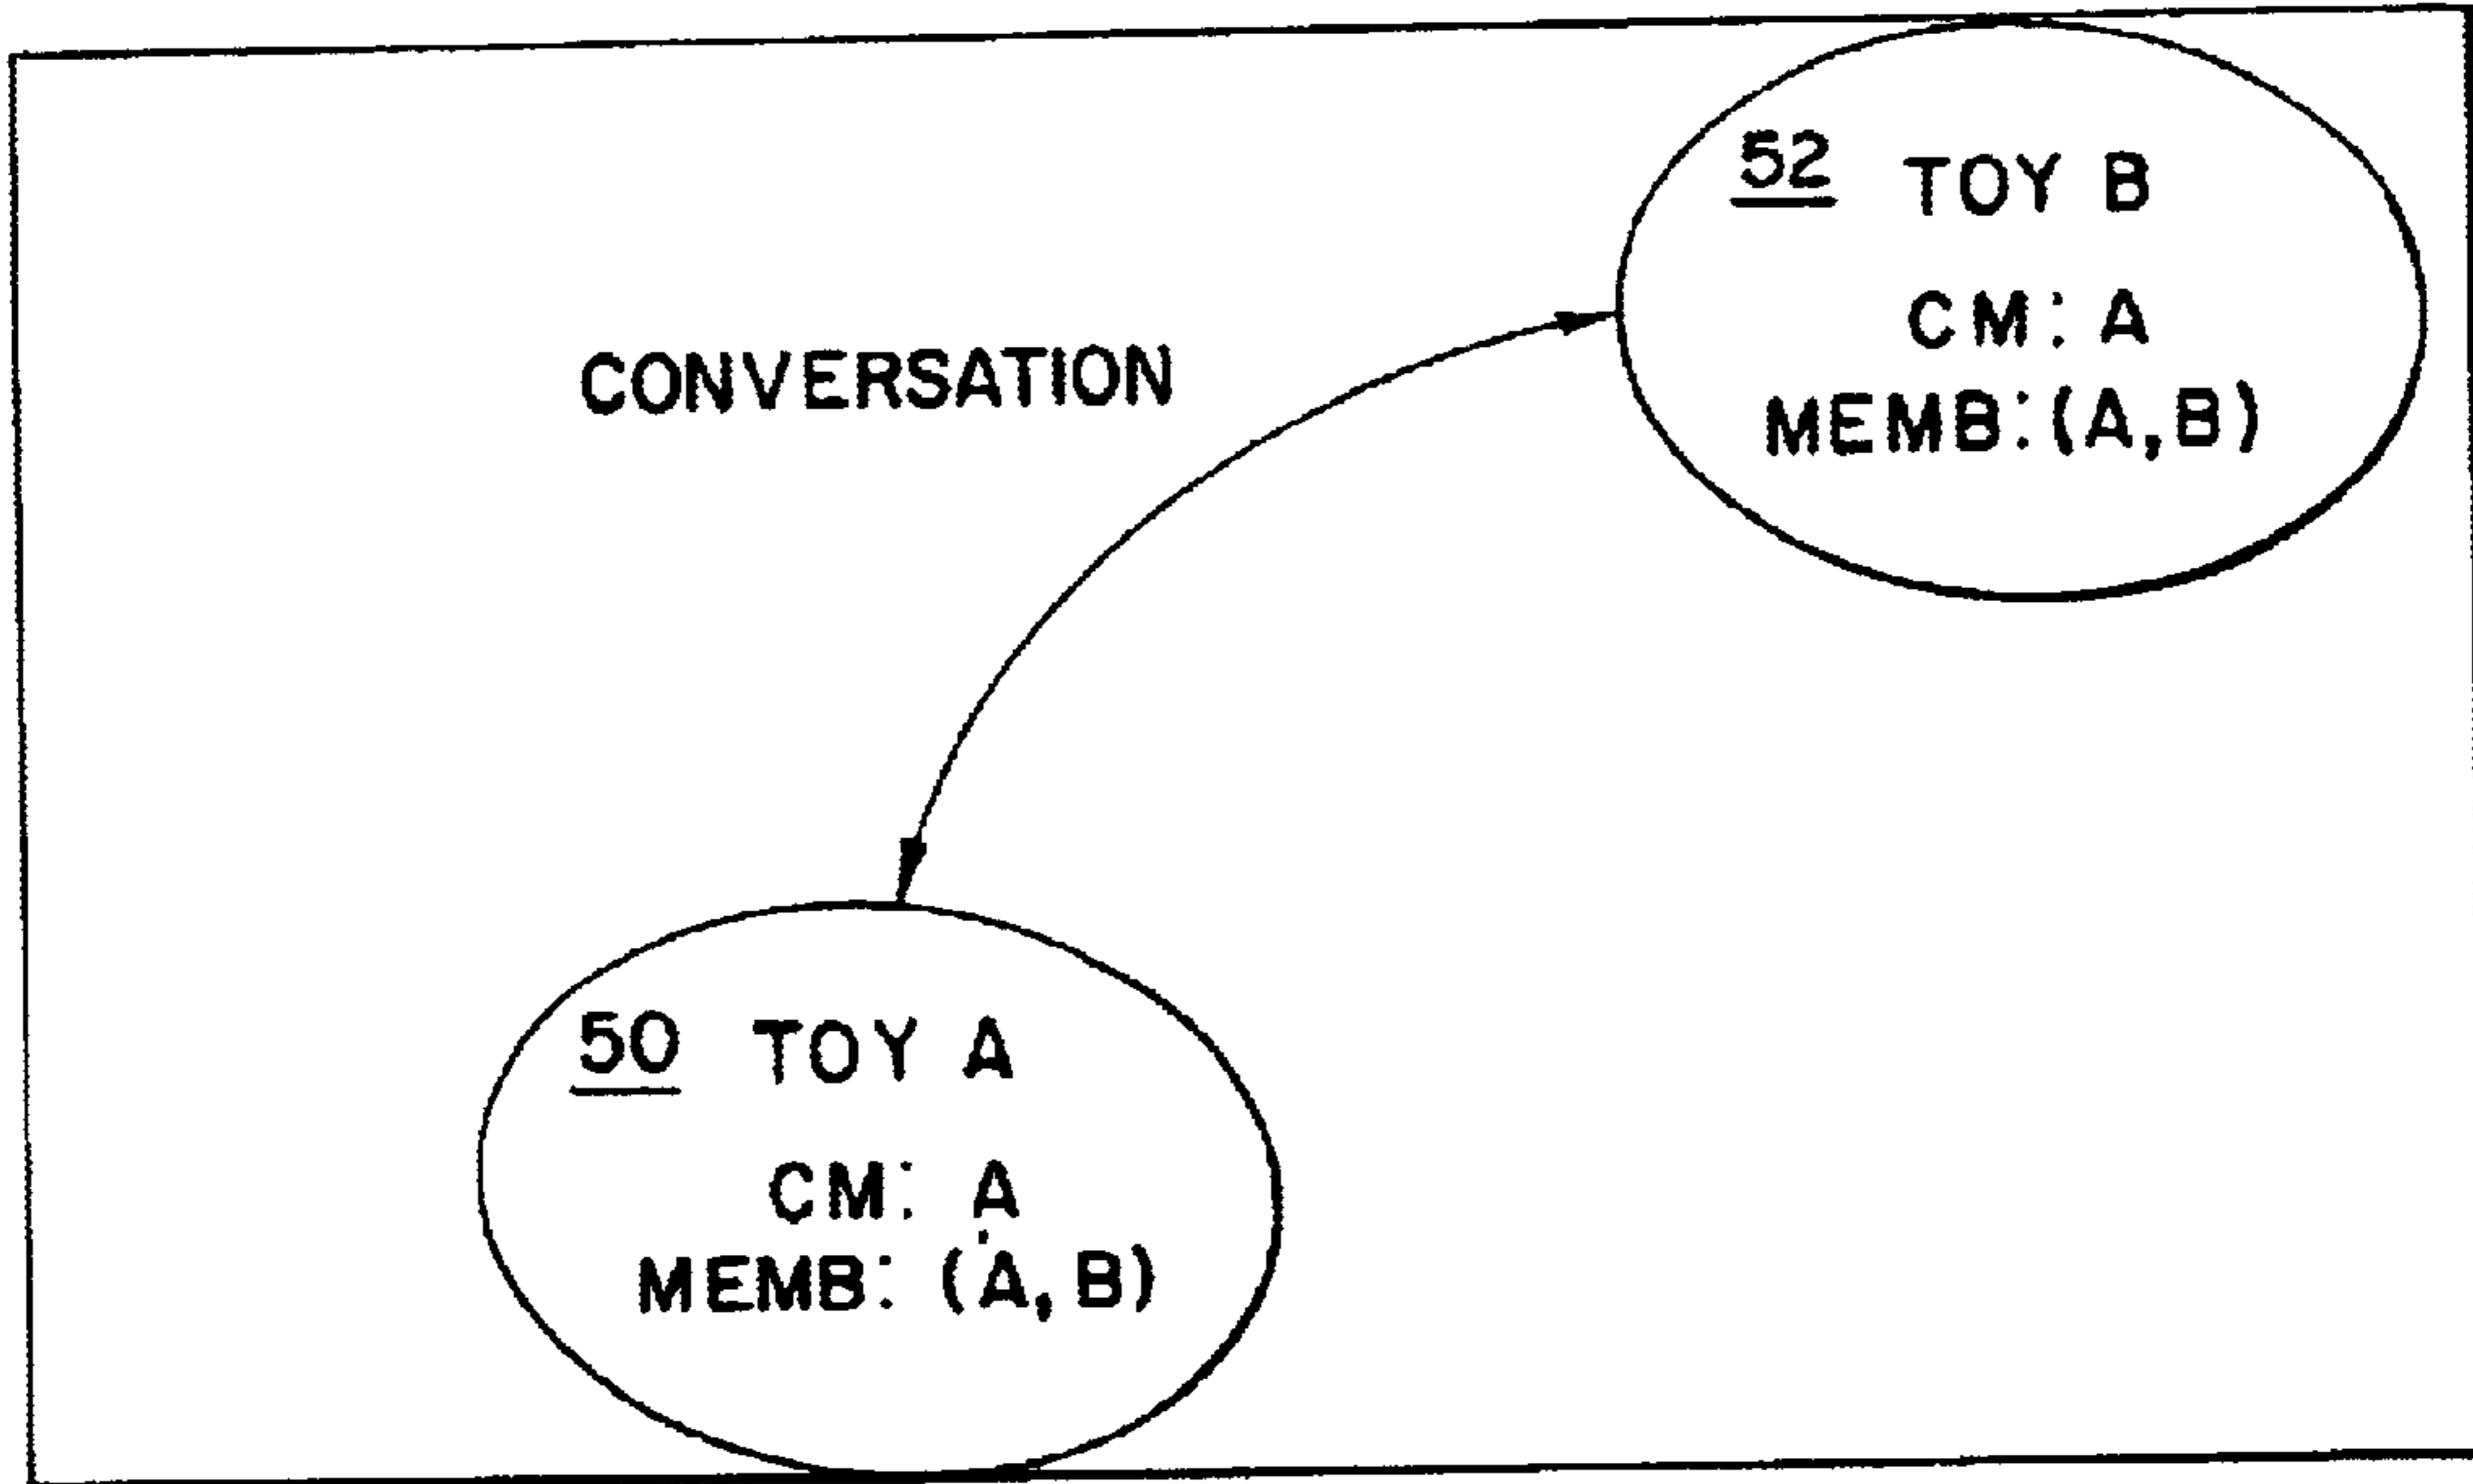 52 TOY B
CM: A
MEMB:(A,B)
CONVERSATION
50 TOY A
CM: A
MEMB: (A,B)